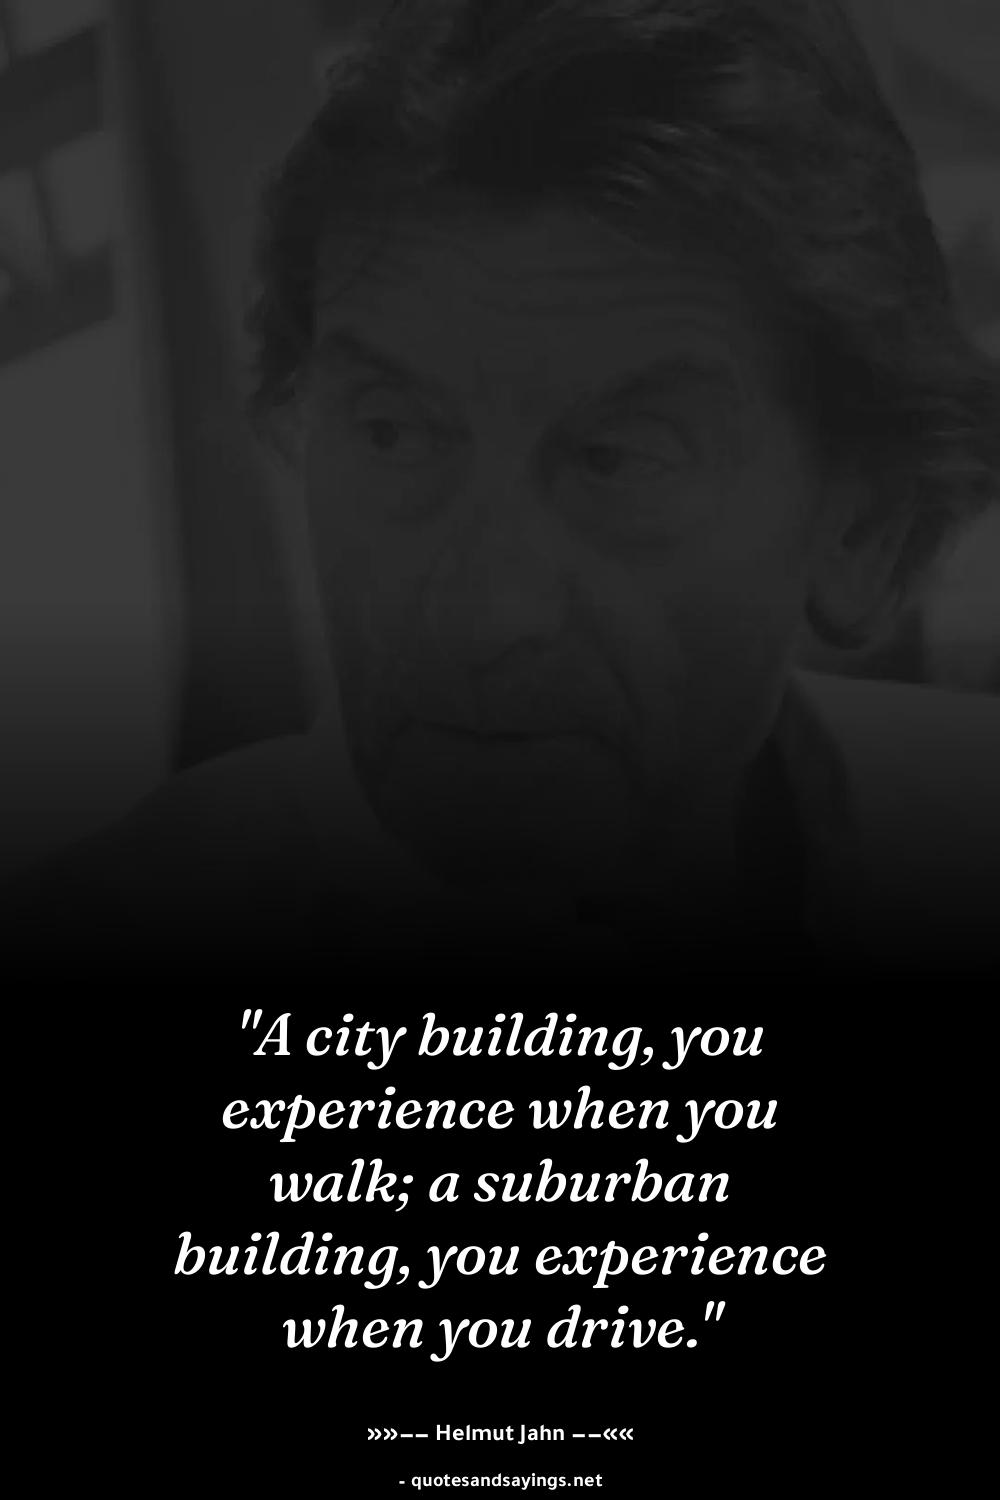 "A city building, you
experience when you
walk; a suburban
building, you experience
when you drive."
»»–– Helmut Jahn ––««
- quotesandsayings.net